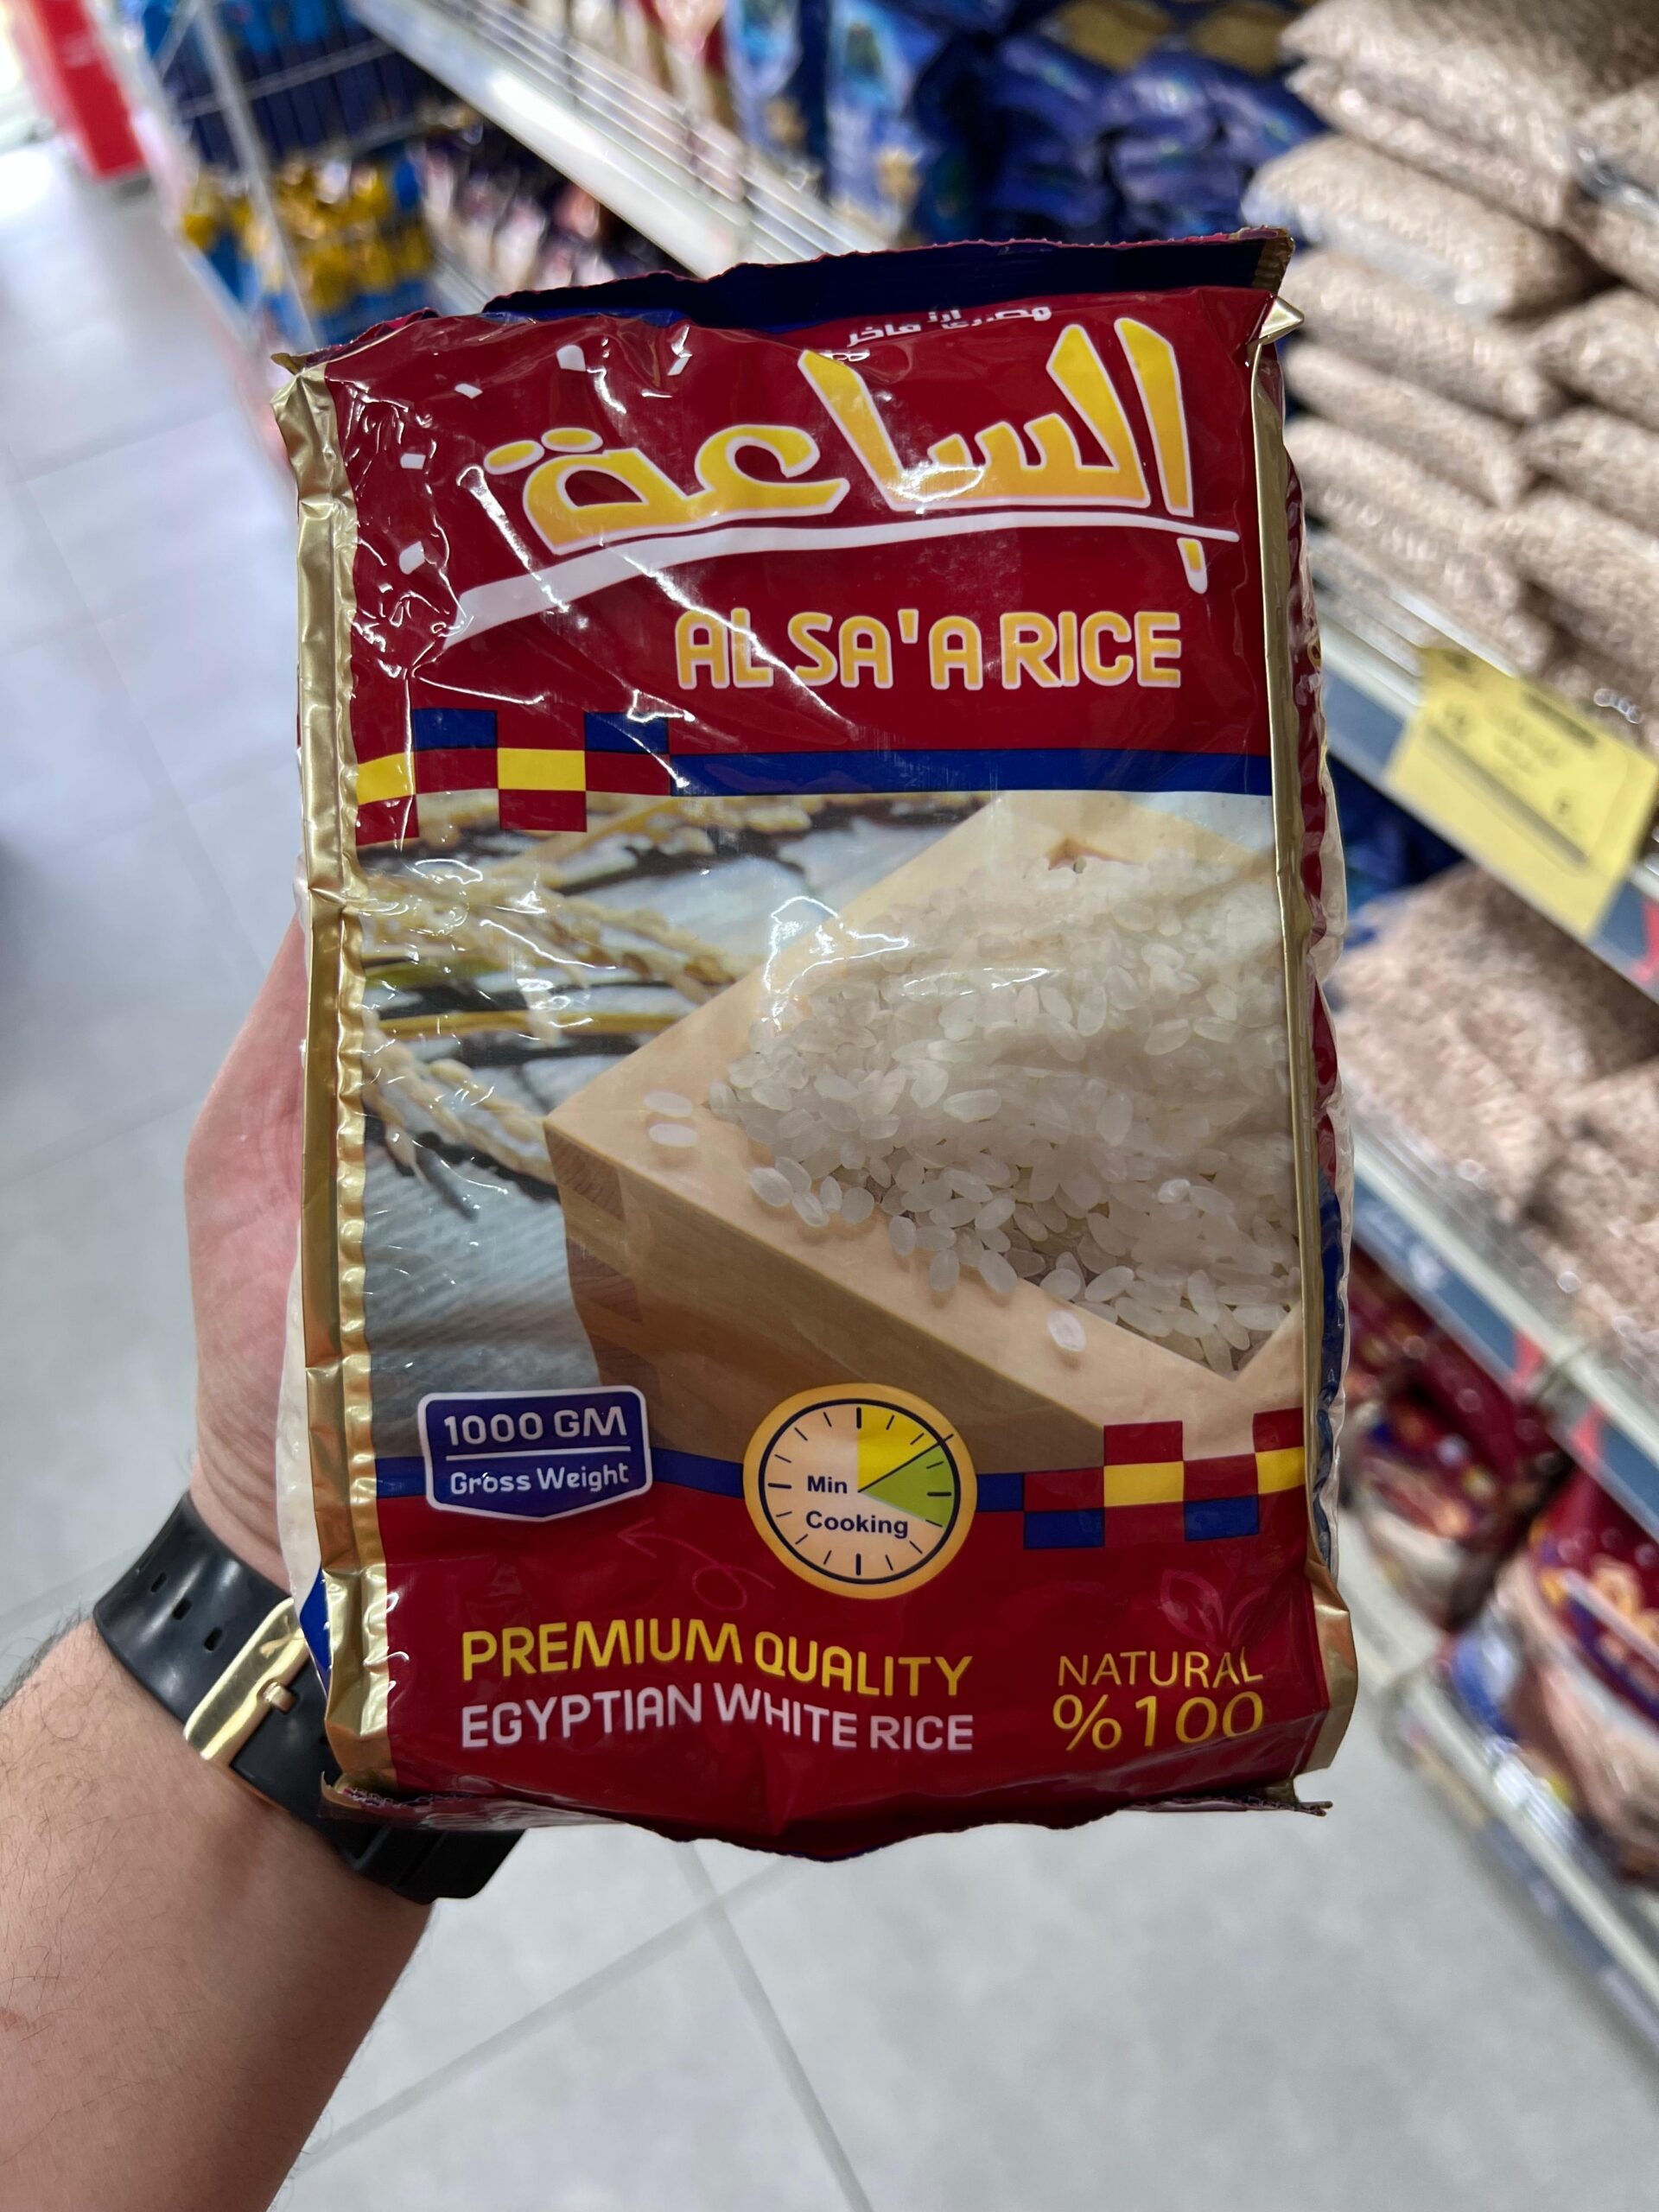 أرز مصري فاخر
الساعة
AL SA'A RICE
1000 GM
Gross Weight
Min
Cooking
PREMIUM QUALITY
EGYPTIAN WHITE RICE
NATURAL
%100